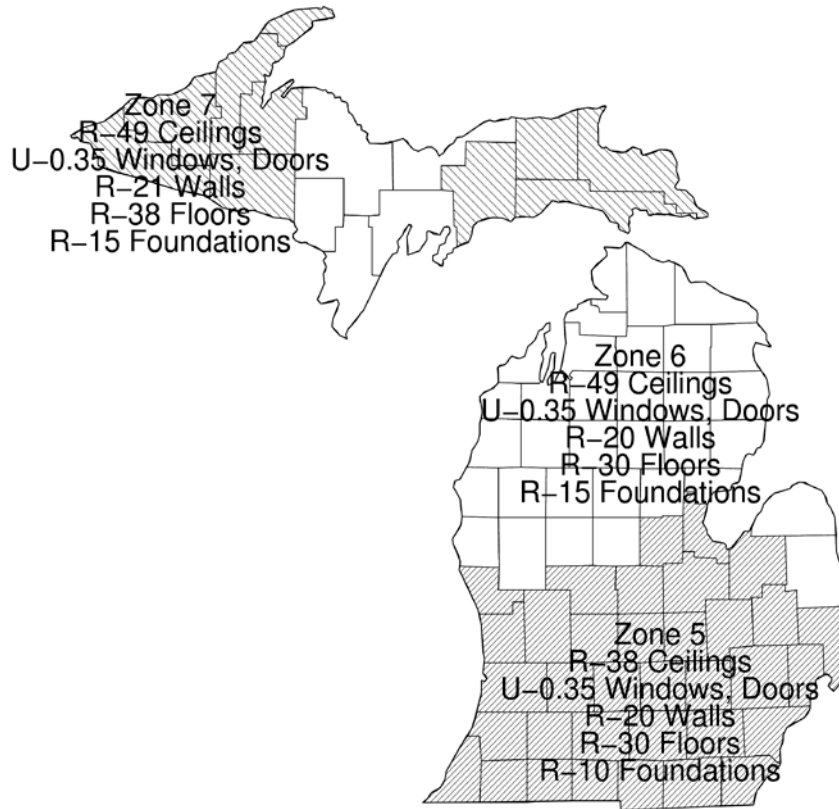 Zone 7
R−49 Ceilings
U−0.35 Windows, Doors
R−21 Walls
R−38 Floors
R−15 Foundations
Zone 6
R−49 Ceilings
U−0.35 Windows, Doors
R−20 Walls
R−30 Floors
R−15 Foundations
Zone 5
R−38 Ceilings
U−0.35 Windows, Doors
R−20 Walls
R−30 Floors
R−10 Foundations